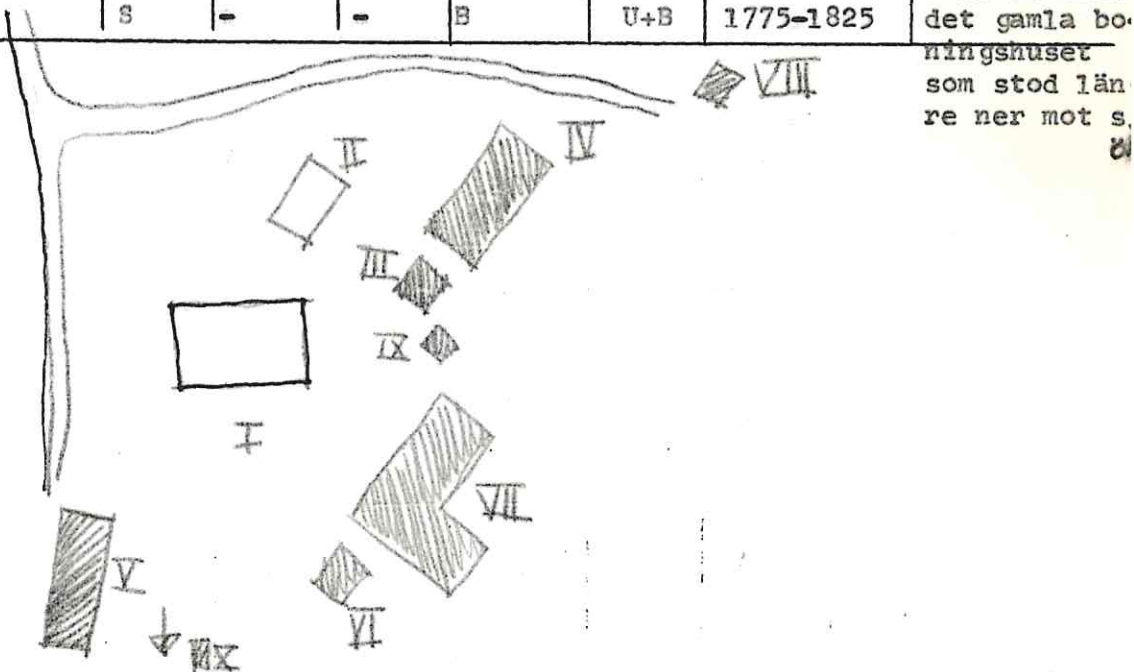 S - - B U+B 1775-1825 det gamla bo-
ningshuset
som stod län
re ner mot s
VIII
II
IV
III
IX
I
VII
V
VI
X